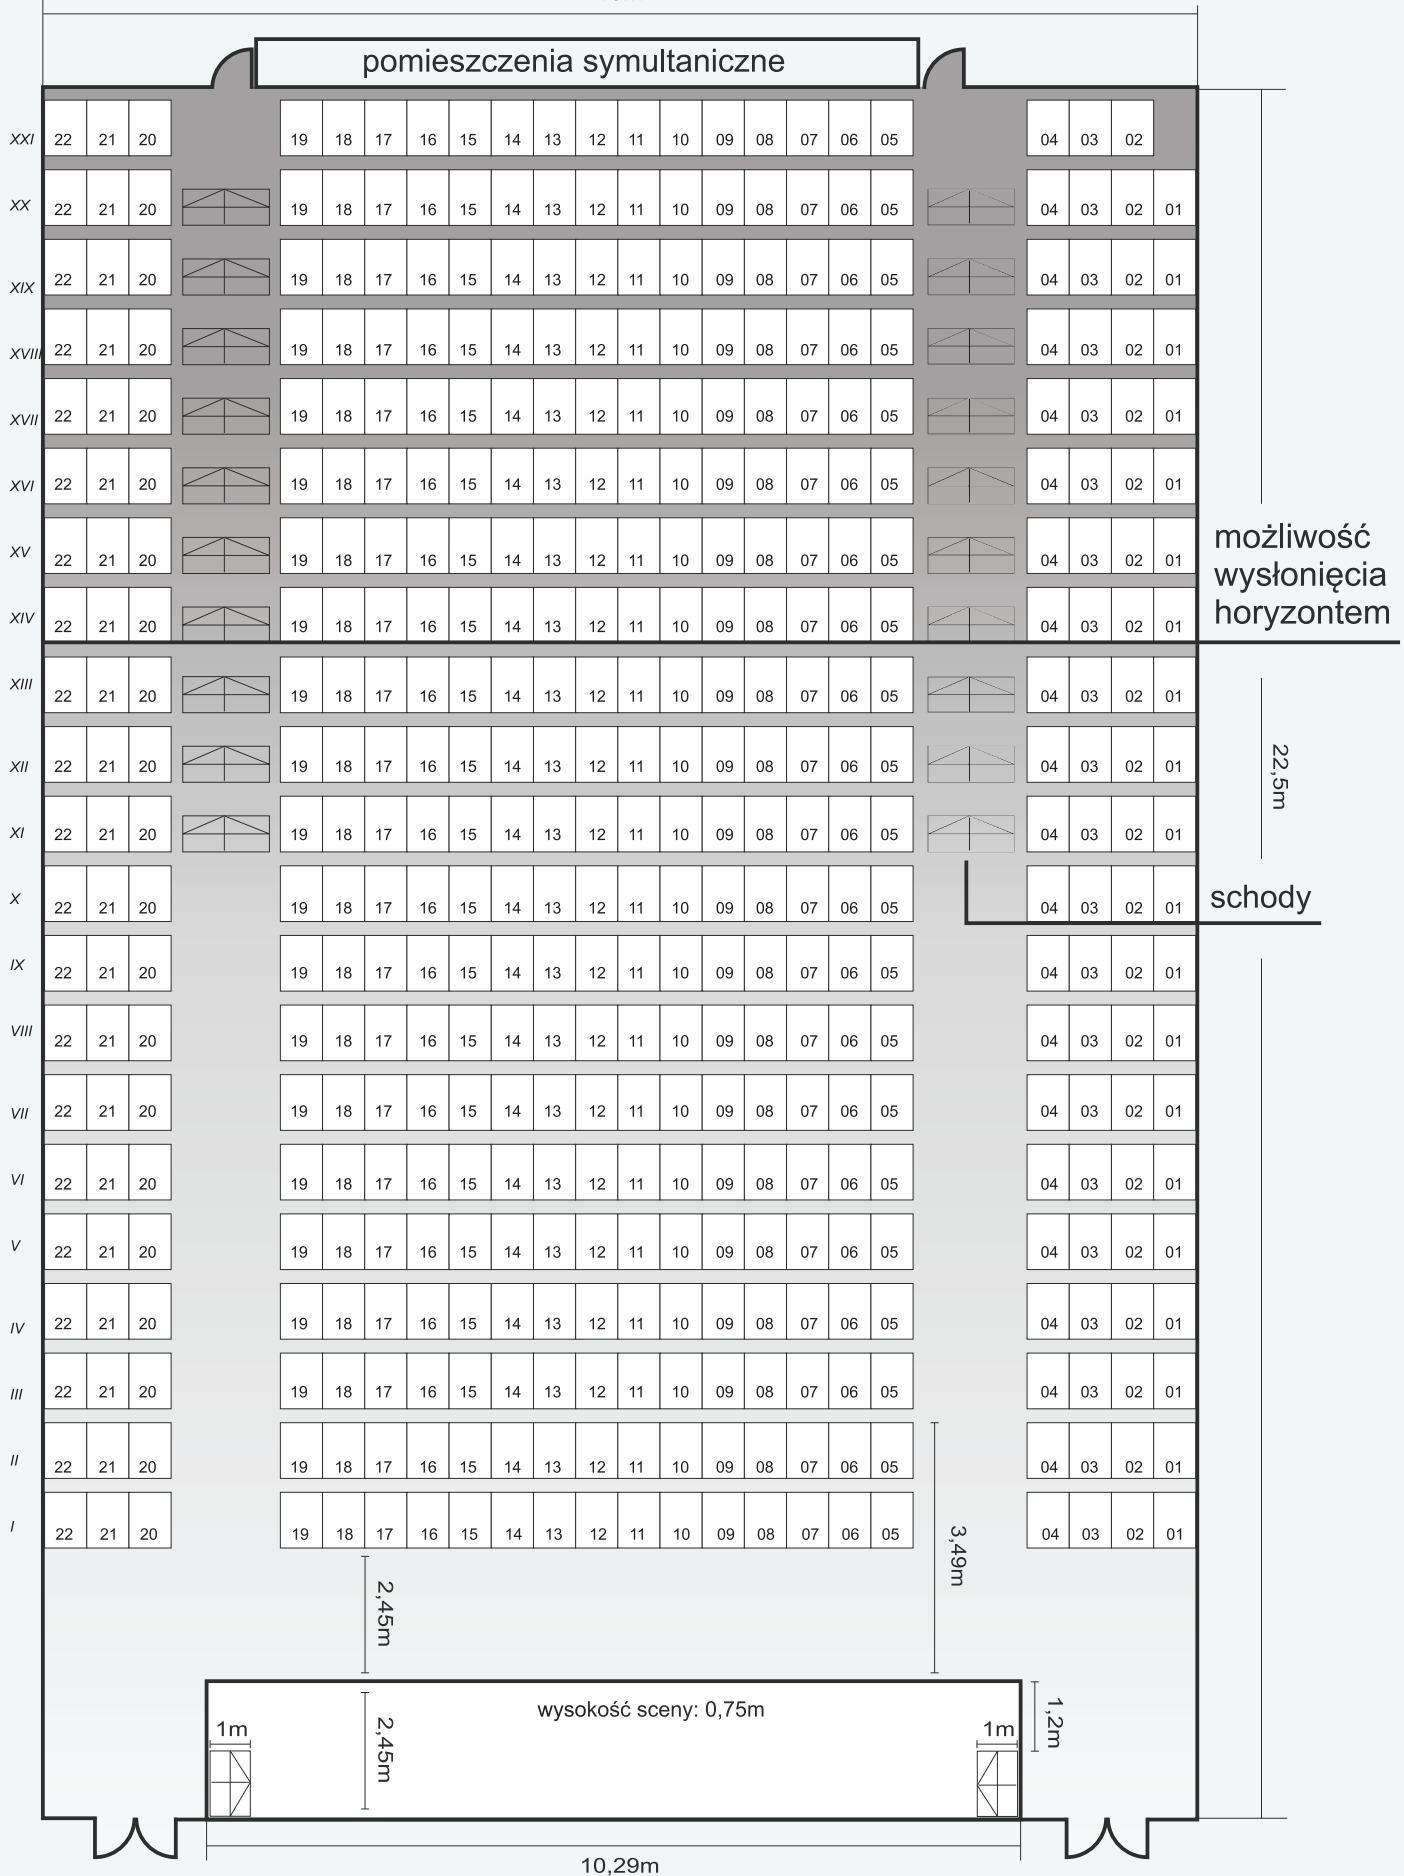 pomieszczenia symultaniczne
XXI 22 21 20 19 18 17 16 15 14 13 12 11 10 09 08 07 06 05 04 03 02
XX 22 21 20 19 18 17 16 15 14 13 12 11 10 09 08 07 06 05 04 03 02 01
XIX 22 21 20 19 18 17 16 15 14 13 12 11 10 09 08 07 06 05 04 03 02 01
XVIII 22 21 20 19 18 17 16 15 14 13 12 11 10 09 08 07 06 05 04 03 02 01
XVII 22 21 20 19 18 17 16 15 14 13 12 11 10 09 08 07 06 05 04 03 02 01
XVI 22 21 20 19 18 17 16 15 14 13 12 11 10 09 08 07 06 05 04 03 02 01
XV 22 21 20 19 18 17 16 15 14 13 12 11 10 09 08 07 06 05 04 03 02 01
możliwość
wysłonięcia
horyzontem
XIV 22 21 20 19 18 17 16 15 14 13 12 11 10 09 08 07 06 05 04 03 02 01
XIII 22 21 20 19 18 17 16 15 14 13 12 11 10 09 08 07 06 05 04 03 02 01
XII 22 21 20 19 18 17 16 15 14 13 12 11 10 09 08 07 06 05 04 03 02 01
22,5m
XI 22 21 20 19 18 17 16 15 14 13 12 11 10 09 08 07 06 05 04 03 02 01
X 22 21 20 19 18 17 16 15 14 13 12 11 10 09 08 07 06 05 04 03 02 01
schody
IX 22 21 20 19 18 17 16 15 14 13 12 11 10 09 08 07 06 05 04 03 02 01
VIII 22 21 20 19 18 17 16 15 14 13 12 11 10 09 08 07 06 05 04 03 02 01
VII 22 21 20 19 18 17 16 15 14 13 12 11 10 09 08 07 06 05 04 03 02 01
VI 22 21 20 19 18 17 16 15 14 13 12 11 10 09 08 07 06 05 04 03 02 01
V 22 21 20 19 18 17 16 15 14 13 12 11 10 09 08 07 06 05 04 03 02 01
IV 22 21 20 19 18 17 16 15 14 13 12 11 10 09 08 07 06 05 04 03 02 01
III 22 21 20 19 18 17 16 15 14 13 12 11 10 09 08 07 06 05 04 03 02 01
II 22 21 20 19 18 17 16 15 14 13 12 11 10 09 08 07 06 05 04 03 02 01
I 22 21 20 19 18 17 16 15 14 13 12 11 10 09 08 07 06 05 04 03 02 01
3,49m
2,45m
wysokość sceny: 0,75m
1m
2,45m
1m
1,2m
10,29m